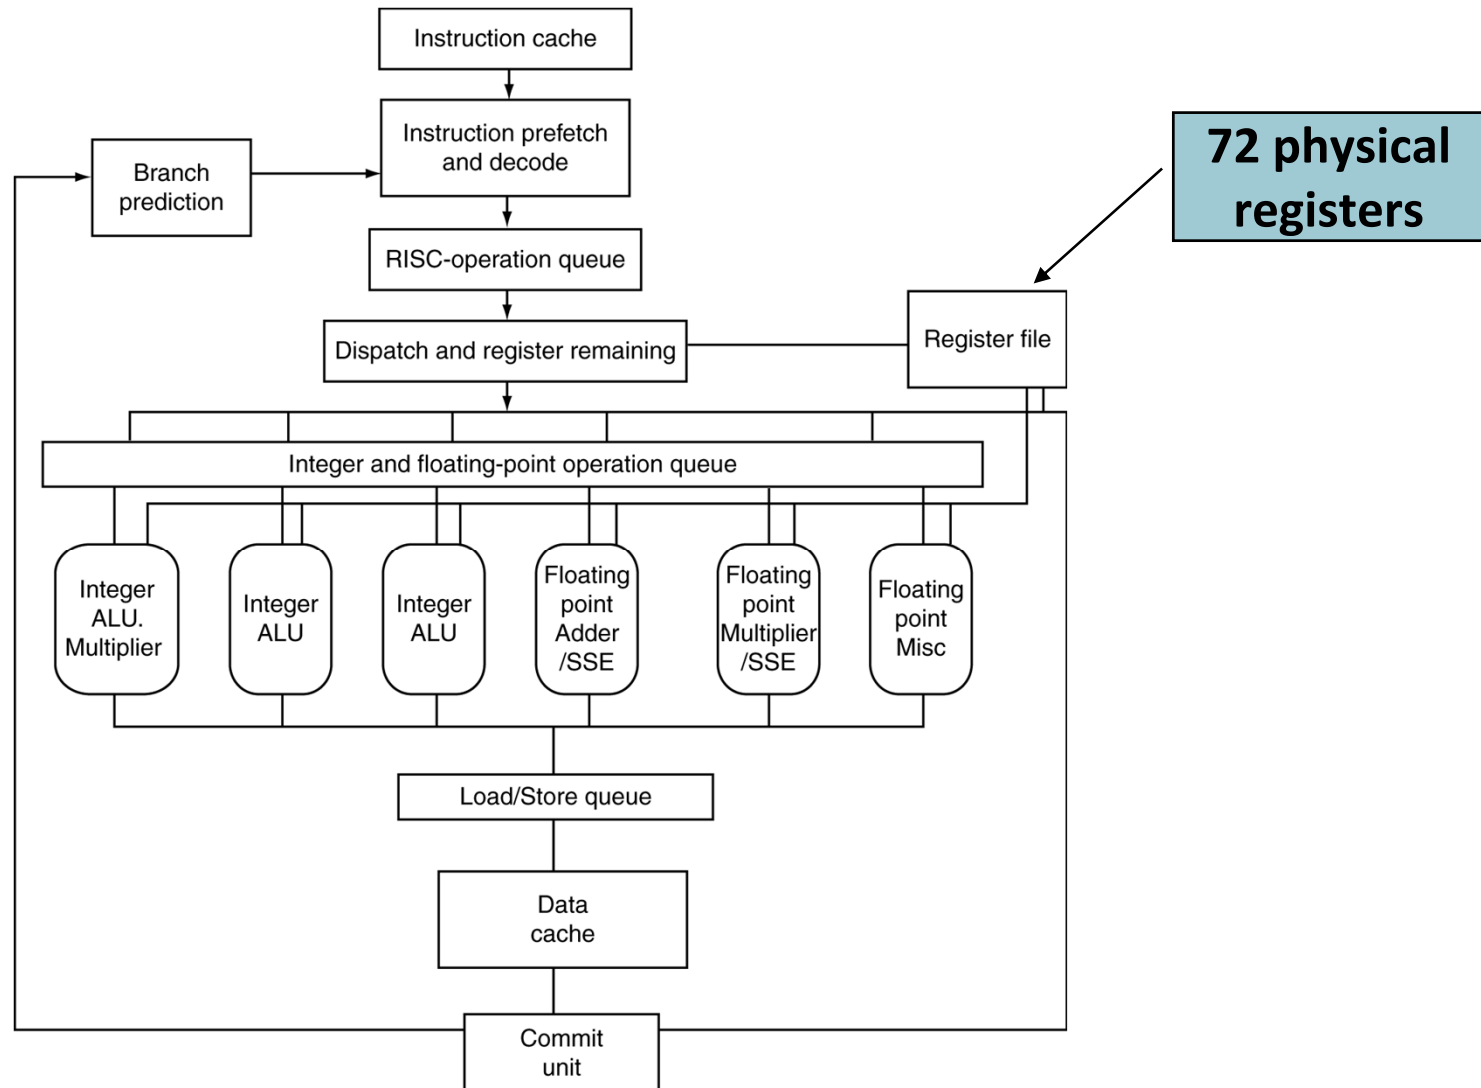 Instruction cache
Instruction prefetch
and decode
72 physical
registers
Branch
prediction
RISC-operation queue
Dispatch and register remaining
Register file
Integer and floating-point operation queue
Integer
ALU.
Multiplier
Integer
ALU
Integer
ALU
Floating
point
Adder
/SSE
Floating
point
Multiplier
/SSE
Floating
point
Misc
Load/Store queue
Data
cache
Commit
unit